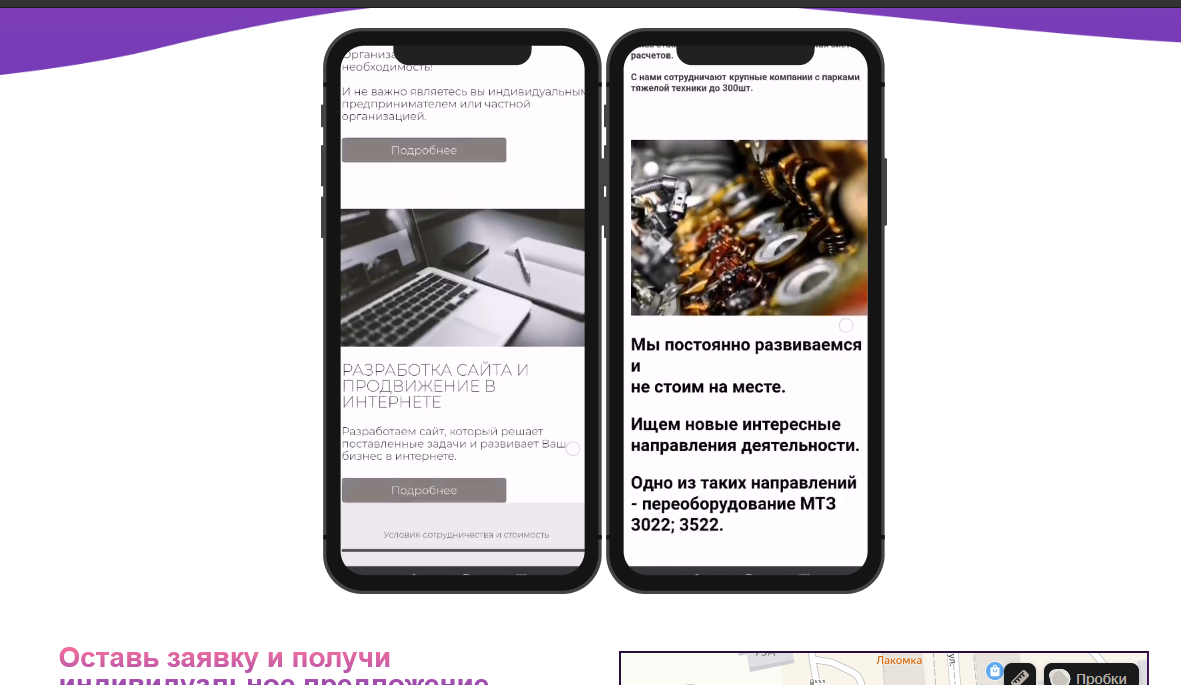 Организа
необходимость!
И не важно являетесь вы индивидуальным
предпринимателем или частной
организацией.
Подробнее
РАЗРАБОТКА САЙТА И
ПРОДВИЖЕНИЕ В
ИНТЕРНЕТЕ
Разработаем сайт, который решает
поставленные задачи и развивает Ваш
бизнес в интернете.
Подробнее
Условия сотрудничества и стоимость
расчетов.
С нами сотрудничают крупные компании с парками
тяжелой техники до 300шт.
Мы постоянно развиваемся
и
не стоим на месте.
Ищем новые интересные
направления деятельности.
Одно из таких направлений
- переоборудование МТЗ
3022; 3522.
Оставь заявку и получи
индивидуальное предложение
Лакомка
ул.
Пробки